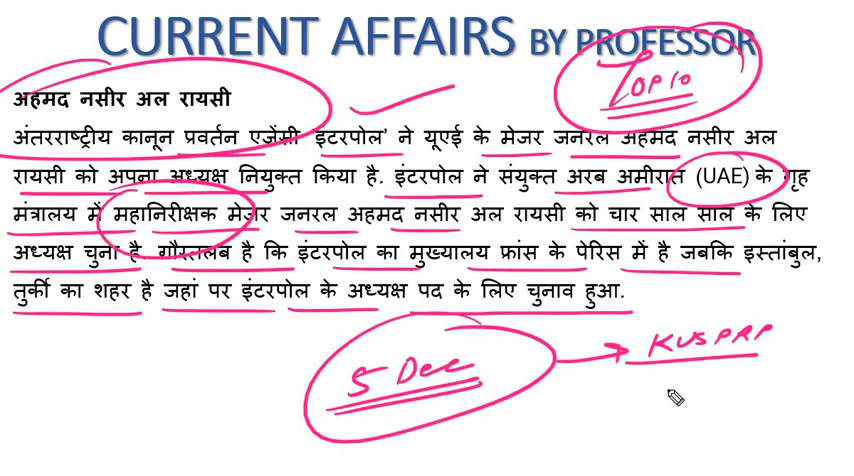 CURRENT AFFAIRS BY PROFESSOR
TOP 10
अहमद नसीर अल रायसी
अंतरराष्ट्रीय कानून प्रवर्तन एजेंसी 'इंटरपोल' ने यूएई के मेजर जनरल अहमद नसीर अल
रायसी को अपना अध्यक्ष नियुक्त किया है. इंटरपोल ने संयुक्त अरब अमीरात (UAE) के गृह
मंत्रालय में महानिरीक्षक मेजर जनरल अहमद नसीर अल रायसी को चार साल साल के लिए
अध्यक्ष चुना है. गौरतलब है कि इंटरपोल का मुख्यालय फ्रांस के पेरिस में है जबकि इस्तांबुल,
तुर्की का शहर है जहां पर इंटरपोल के अध्यक्ष पद के लिए चुनाव हुआ.
5 Dec
KUSPRP